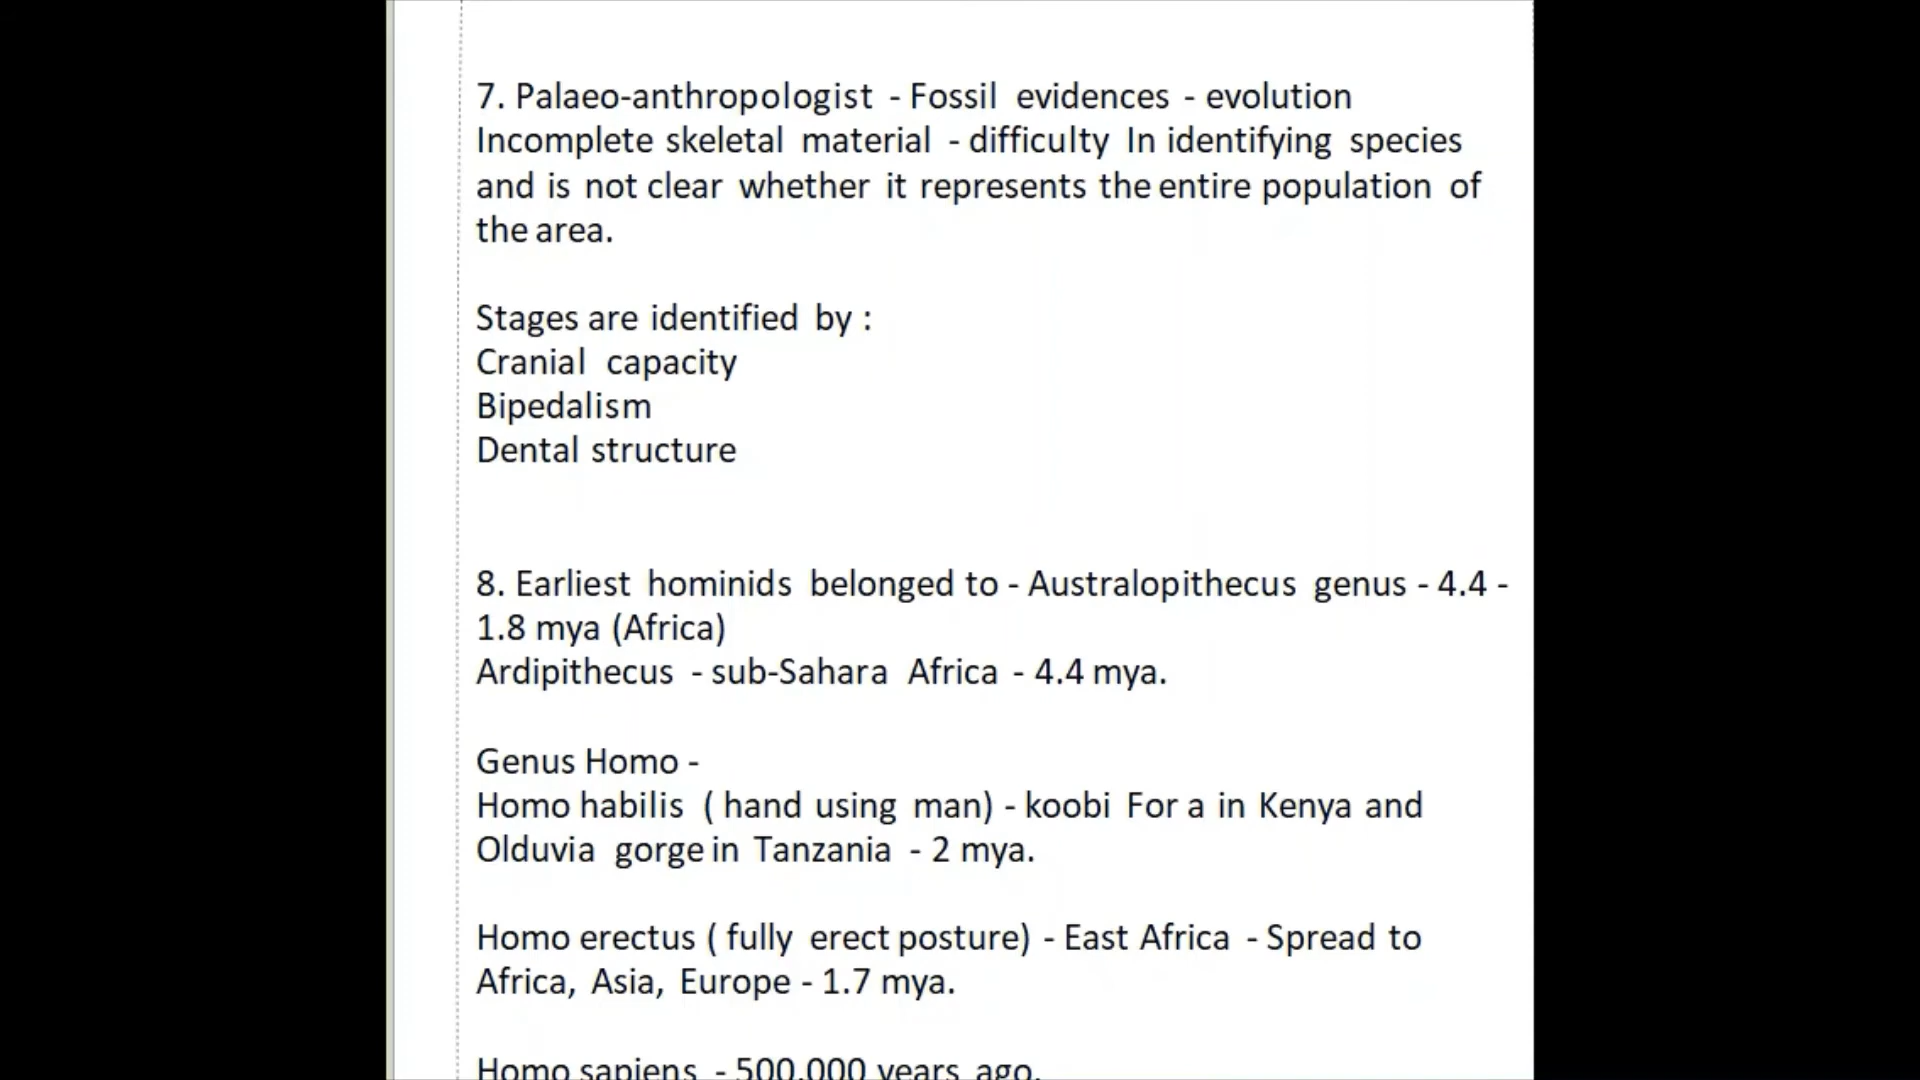 7. Palaeo-anthropologist - Fossil evidences - evolution
Incomplete skeletal material - difficulty In identifying species
and is not clear whether it represents the entire population of
the area.
Stages are identified by :
Cranial capacity
Bipedalism
Dental structure
8. Earliest hominids belonged to - Australopithecus genus - 4.4 -
1.8 mya (Africa)
Ardipithecus - sub-Sahara Africa - 4.4 mya.
Genus Homo -
Homo habilis ( hand using man) - koobi For a in Kenya and
Olduvia gorge in Tanzania - 2 mya.
Homo erectus ( fully erect posture) - East Africa - Spread to
Africa, Asia, Europe - 1.7 mya.
Homo sapiens - 500,000 years ago.